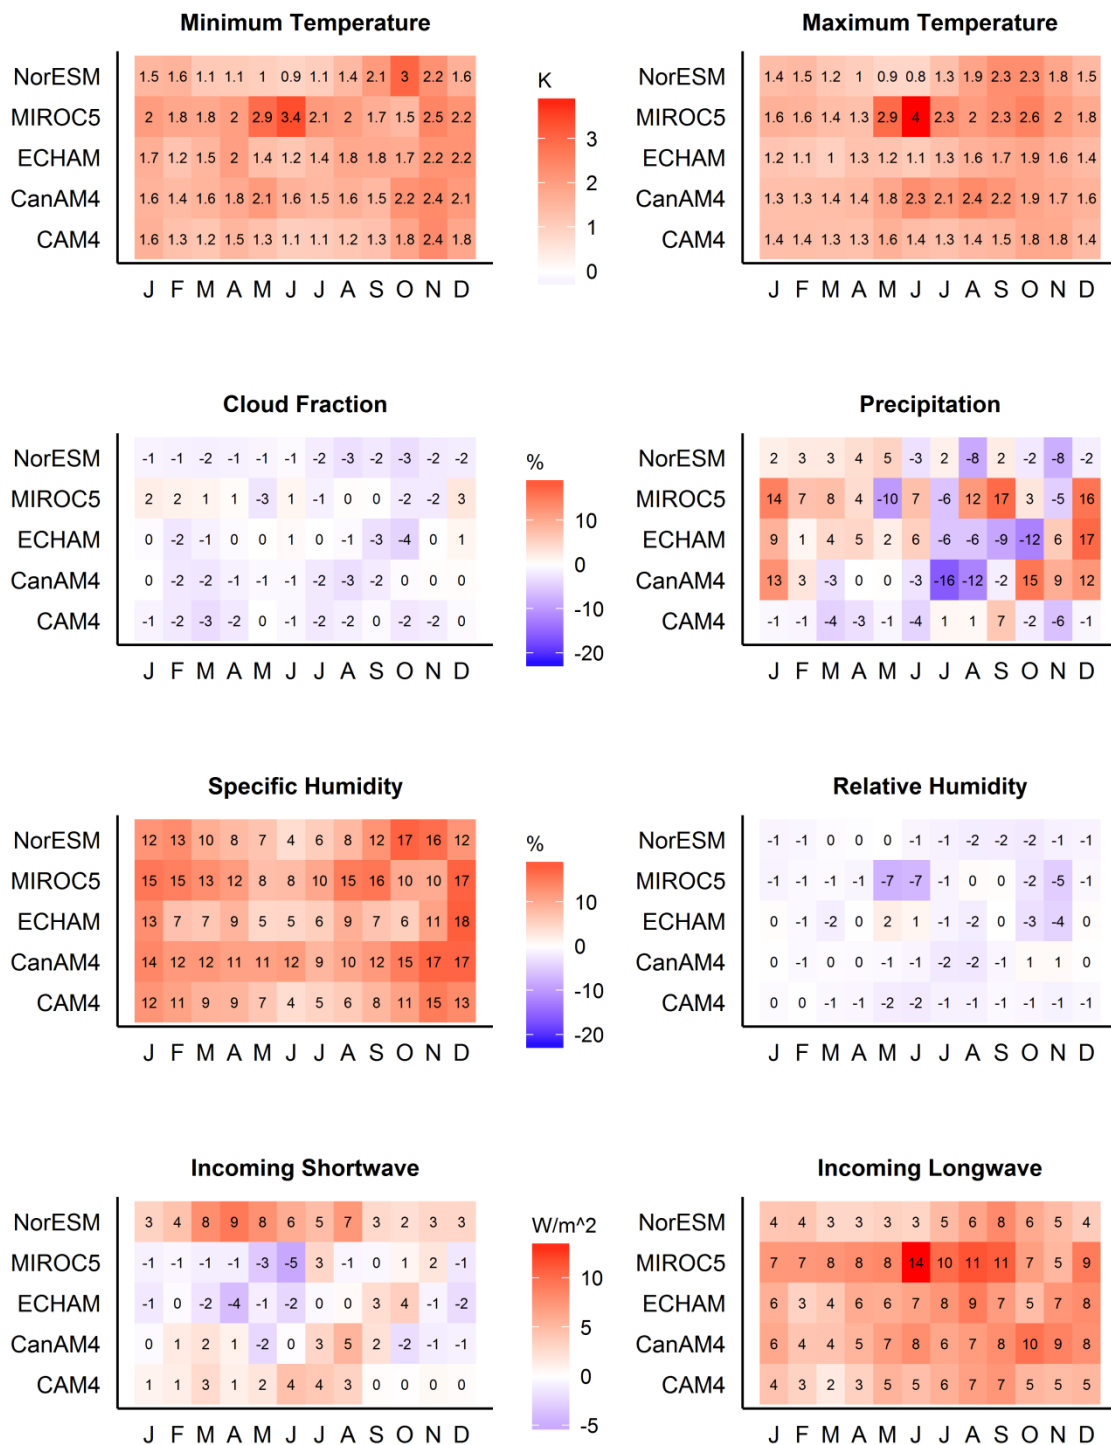 Minimum Temperature
NorESM 1.5 1.6 1.1 1.1 1 0.9 1.1 1.4 2.1 3 2.2 1.6
MIROC5 2 1.8 1.8 2 2.9 3.4 2.1 2 1.7 1.5 2.5 2.2
ECHAM 1.7 1.2 1.5 2 1.4 1.2 1.4 1.8 1.8 1.7 2.2 2.2
CanAM4 1.6 1.4 1.6 1.8 2.1 1.6 1.5 1.6 1.5 2.2 2.4 2.1
CAM4 1.6 1.3 1.2 1.5 1.3 1.1 1.1 1.2 1.3 1.8 2.4 1.8
J F M A M J J A S O N D
K
3
2
1
0
Maximum Temperature
NorESM 1.4 1.5 1.2 1 0.9 0.8 1.3 1.9 2.3 2.3 1.8 1.5
MIROC5 1.6 1.6 1.4 1.3 2.9 4 2.3 2 2.3 2.6 2 1.8
ECHAM 1.2 1.1 1 1.3 1.2 1.1 1.3 1.6 1.7 1.9 1.6 1.4
CanAM4 1.3 1.3 1.4 1.4 1.8 2.3 2.1 2.4 2.2 1.9 1.7 1.6
CAM4 1.4 1.4 1.3 1.3 1.6 1.4 1.3 1.4 1.5 1.8 1.8 1.4
J F M A M J J A S O N D
Cloud Fraction
NorESM -1 -1 -2 -1 -1 -1 -2 -3 -2 -3 -2 -2
MIROC5 2 2 1 1 -3 1 -1 0 0 -2 -2 3
ECHAM 0 -2 -1 0 0 1 0 -1 -3 -4 0 1
CanAM4 0 -2 -2 -1 -1 -1 -2 -3 -2 0 0 0
CAM4 -1 -2 -3 -2 0 -1 -2 -2 0 -2 -2 0
J F M A M J J A S O N D
%
10
0
-10
-20
Precipitation
NorESM 2 3 3 4 5 -3 2 -8 2 -2 -8 -2
MIROC5 14 7 8 4 -10 7 -6 12 17 3 -5 16
ECHAM 9 1 4 5 2 6 -6 -6 -9 -12 6 17
CanAM4 13 3 -3 0 0 -3 -16 -12 -2 15 9 12
CAM4 -1 -1 -4 -3 -1 -4 1 1 7 -2 -6 -1
J F M A M J J A S O N D
Specific Humidity
NorESM 12 13 10 8 7 4 6 8 12 17 16 12
MIROC5 15 15 13 12 8 8 10 15 16 10 10 17
ECHAM 13 7 7 9 5 5 6 9 7 6 11 18
CanAM4 14 12 12 11 11 12 9 10 12 15 17 17
CAM4 12 11 9 9 7 4 5 6 8 11 15 13
J F M A M J J A S O N D
%
10
0
-10
-20
Relative Humidity
NorESM -1 -1 0 0 0 -1 -1 -2 -2 -2 -1 -1
MIROC5 -1 -1 -1 -1 -7 -7 -1 0 0 -2 -5 -1
ECHAM 0 -1 -2 0 2 1 -1 -2 0 -3 -4 0
CanAM4 0 -1 0 0 -1 -1 -2 -2 -1 1 1 0
CAM4 0 0 -1 -1 -2 -2 -1 -1 -1 -1 -1 -1
J F M A M J J A S O N D
Incoming Shortwave
NorESM 3 4 8 9 8 6 5 7 3 2 3 3
MIROC5 -1 -1 -1 -1 -3 -5 3 -1 0 1 2 -1
ECHAM -1 0 -2 -4 -1 -2 0 0 3 4 -1 -2
CanAM4 0 1 2 1 -2 0 3 5 2 -2 -1 -1
CAM4 1 1 3 1 2 4 4 3 0 0 0 0
J F M A M J J A S O N D
W/m^2
10
5
0
-5
Incoming Longwave
NorESM 4 4 3 3 3 3 5 6 8 6 5 4
MIROC5 7 7 8 8 8 14 10 11 11 7 5 9
ECHAM 6 3 4 6 6 7 8 9 7 5 7 8
CanAM4 6 4 4 5 7 8 6 7 8 10 9 8
CAM4 4 3 2 3 5 5 6 7 7 5 5 5
J F M A M J J A S O N D